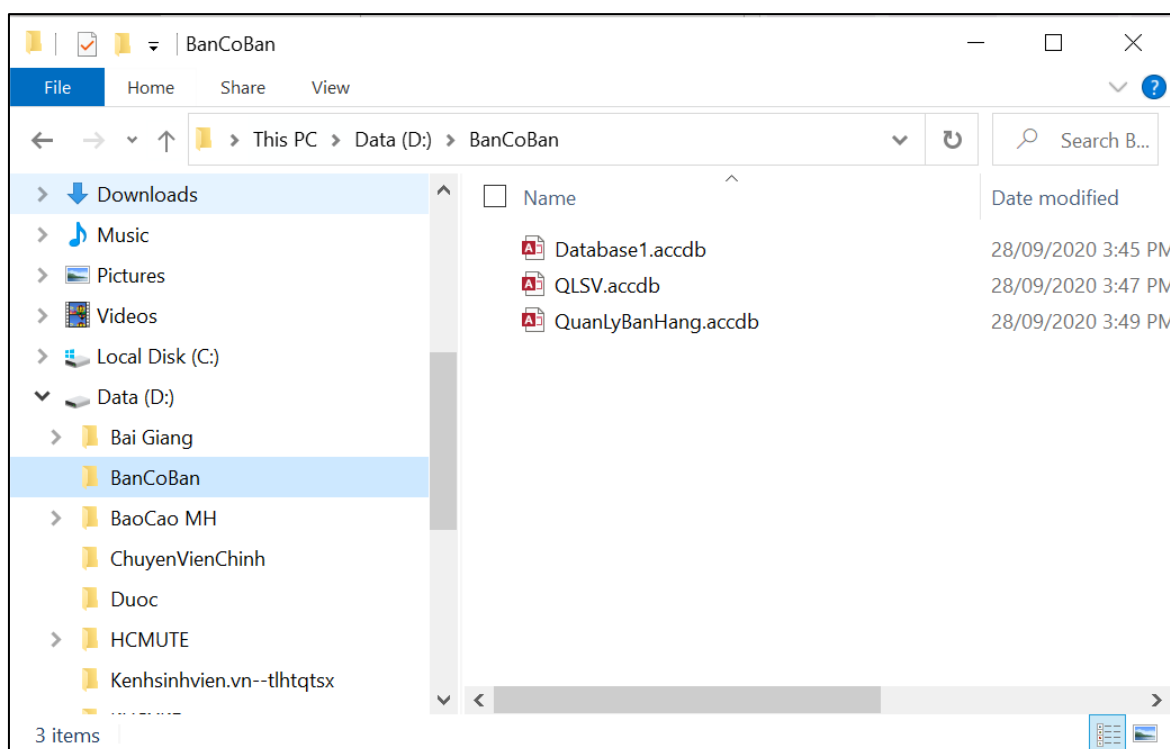 BanCoBan
File Home Share View
This PC Data (D:) BanCoBan Search B...
Downloads
Music
Pictures
Videos
Local Disk (C:)
Data (D:)
Bai Giang
BanCoBan
BaoCao MH
ChuyenVienChinh
Duoc
HCMUTE
Kenhsinhvien.vn--tlhtqtsx
Name Date modified
Database1.accdb 28/09/2020 3:45 PM
QLSV.accdb 28/09/2020 3:47 PM
QuanLyBanHang.accdb 28/09/2020 3:49 PM
3 items